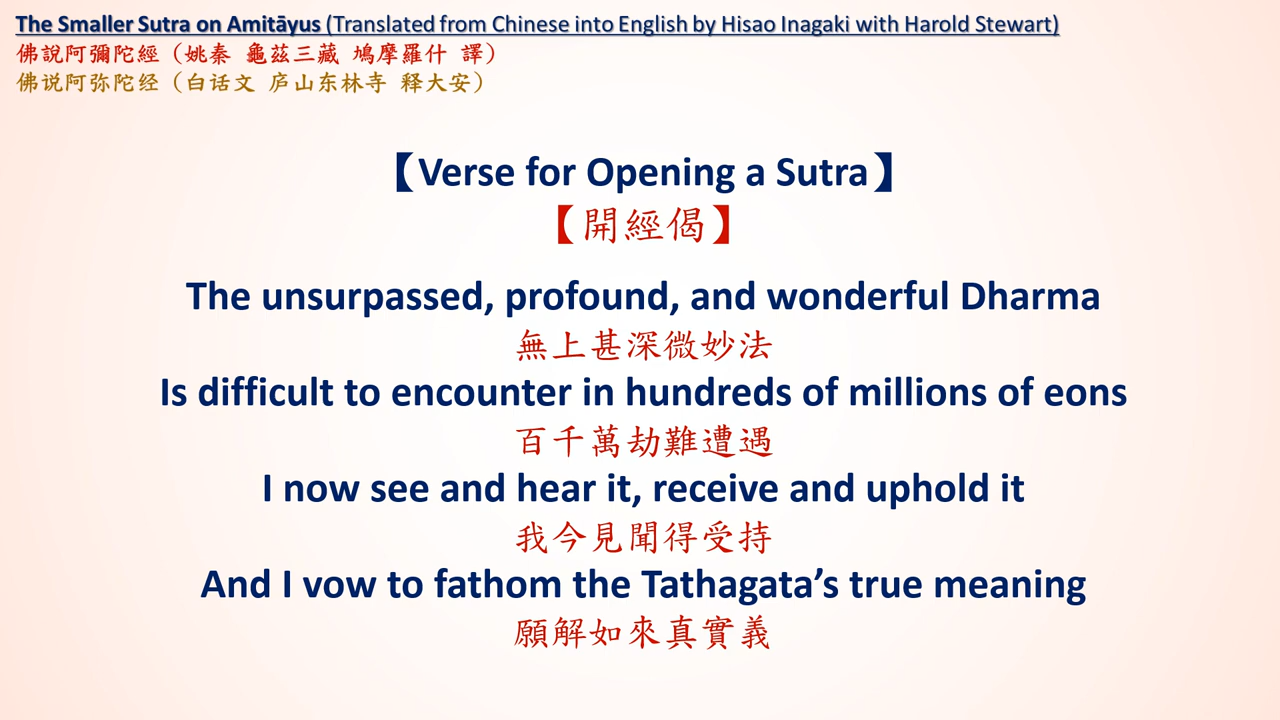 The Smaller Sutra on Amitāyus (Translated from Chinese into English by Hisao Inagaki with Harold Stewart)
佛說阿彌陀經（姚秦 龜茲三藏 鳩摩羅什 譯）
佛说阿弥陀经（白话文 庐山东林寺 释大安）
【Verse for Opening a Sutra】
【開經偈】
The unsurpassed, profound, and wonderful Dharma
無上甚深微妙法
Is difficult to encounter in hundreds of millions of eons
百千萬劫難遭遇
I now see and hear it, receive and uphold it
我今見聞得受持
And I vow to fathom the Tathagata’s true meaning
願解如來真實義